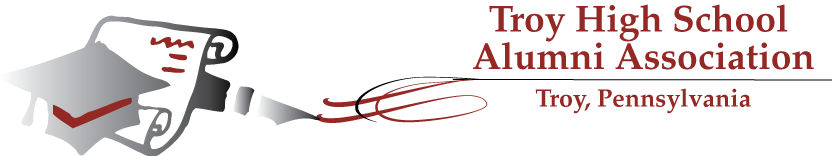 Troy High School
Alumni Association
Troy, Pennsylvania